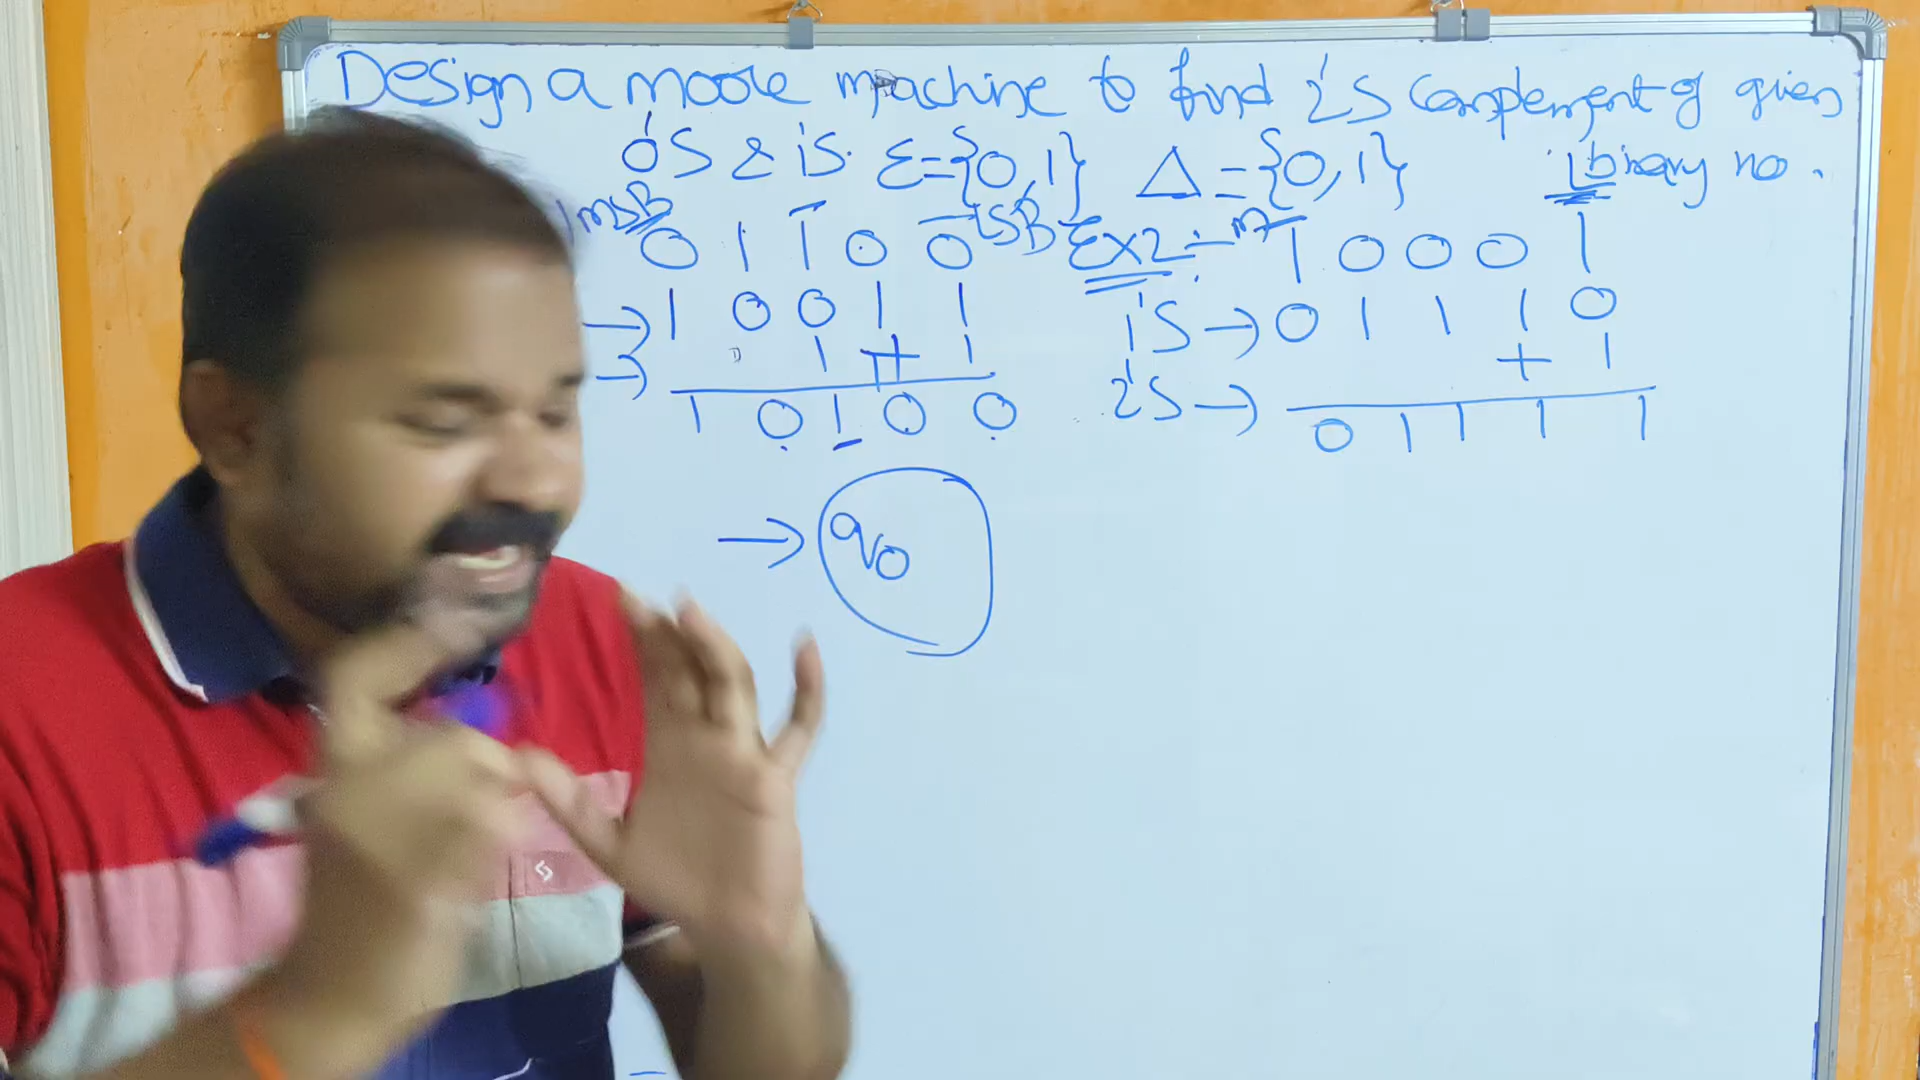 Design a moore machine to find 2's complement of given
0's & 1's. Ɛ={0,1} Δ={0,1} binary no.
MSB 0 1 1 0 0 LSB Ex2:- 1 0 0 0 1
→ 1 0 0 1 1 1's → 0 1 1 1 0
→ 1 + 1 + 1
1 0 1 0 0 2's → 0 1 1 1 1
→ q0